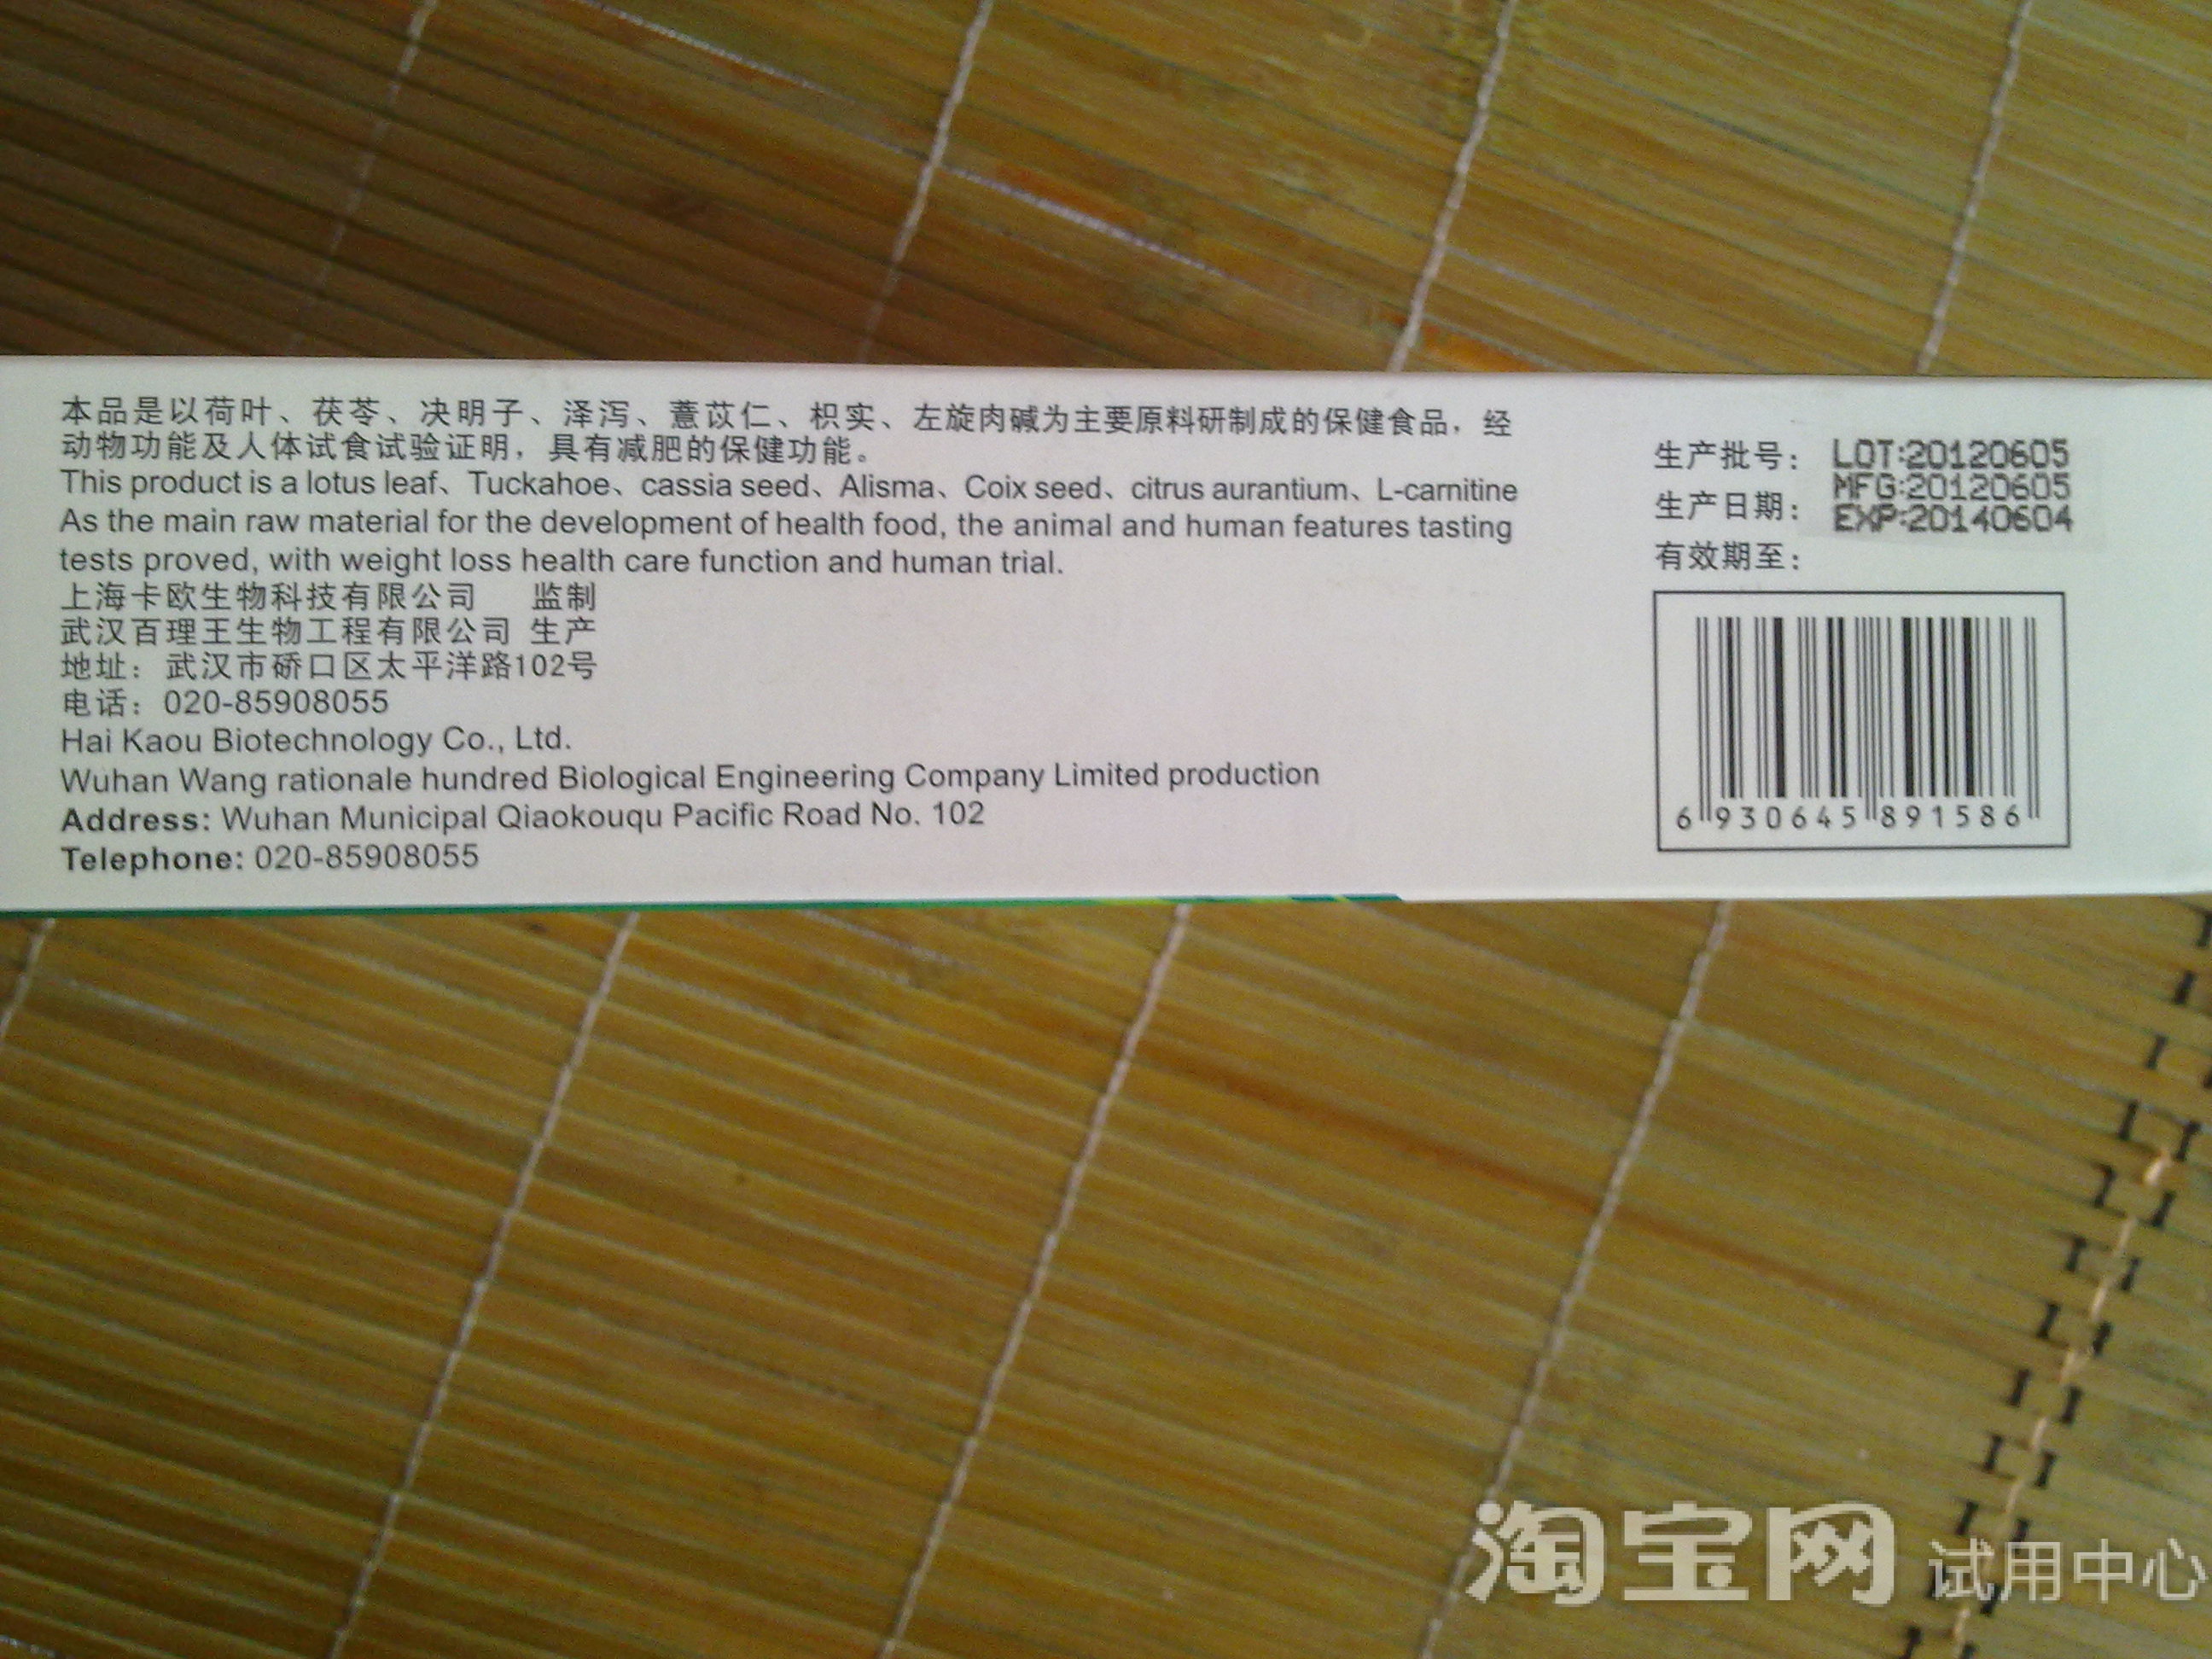 本品是以荷叶、茯苓、决明子、泽泻、薏苡仁、枳实、左旋肉碱为主要原料研制成的保健食品，经
动物功能及人体试食试验证明，具有减肥的保健功能。
This product is a lotus leaf、Tuckahoe、cassia seed、Alisma、Coix seed、citrus aurantium、L-carnitine
As the main raw material for the development of health food, the animal and human features tasting
tests proved, with weight loss health care function and human trial.
上海卡欧生物科技有限公司 监制
武汉百理王生物工程有限公司 生产
地址：武汉市硚口区太平洋路102号
电话：020-85908055
Hai Kaou Biotechnology Co., Ltd.
Wuhan Wang rationale hundred Biological Engineering Company Limited production
Address: Wuhan Municipal Qiaokouqu Pacific Road No. 102
Telephone: 020-85908055
生产批号： LOT:20120605
生产日期： MFG:20120605
有效期至： EXP:20140604
6 930645 891586
淘宝网 试用中心